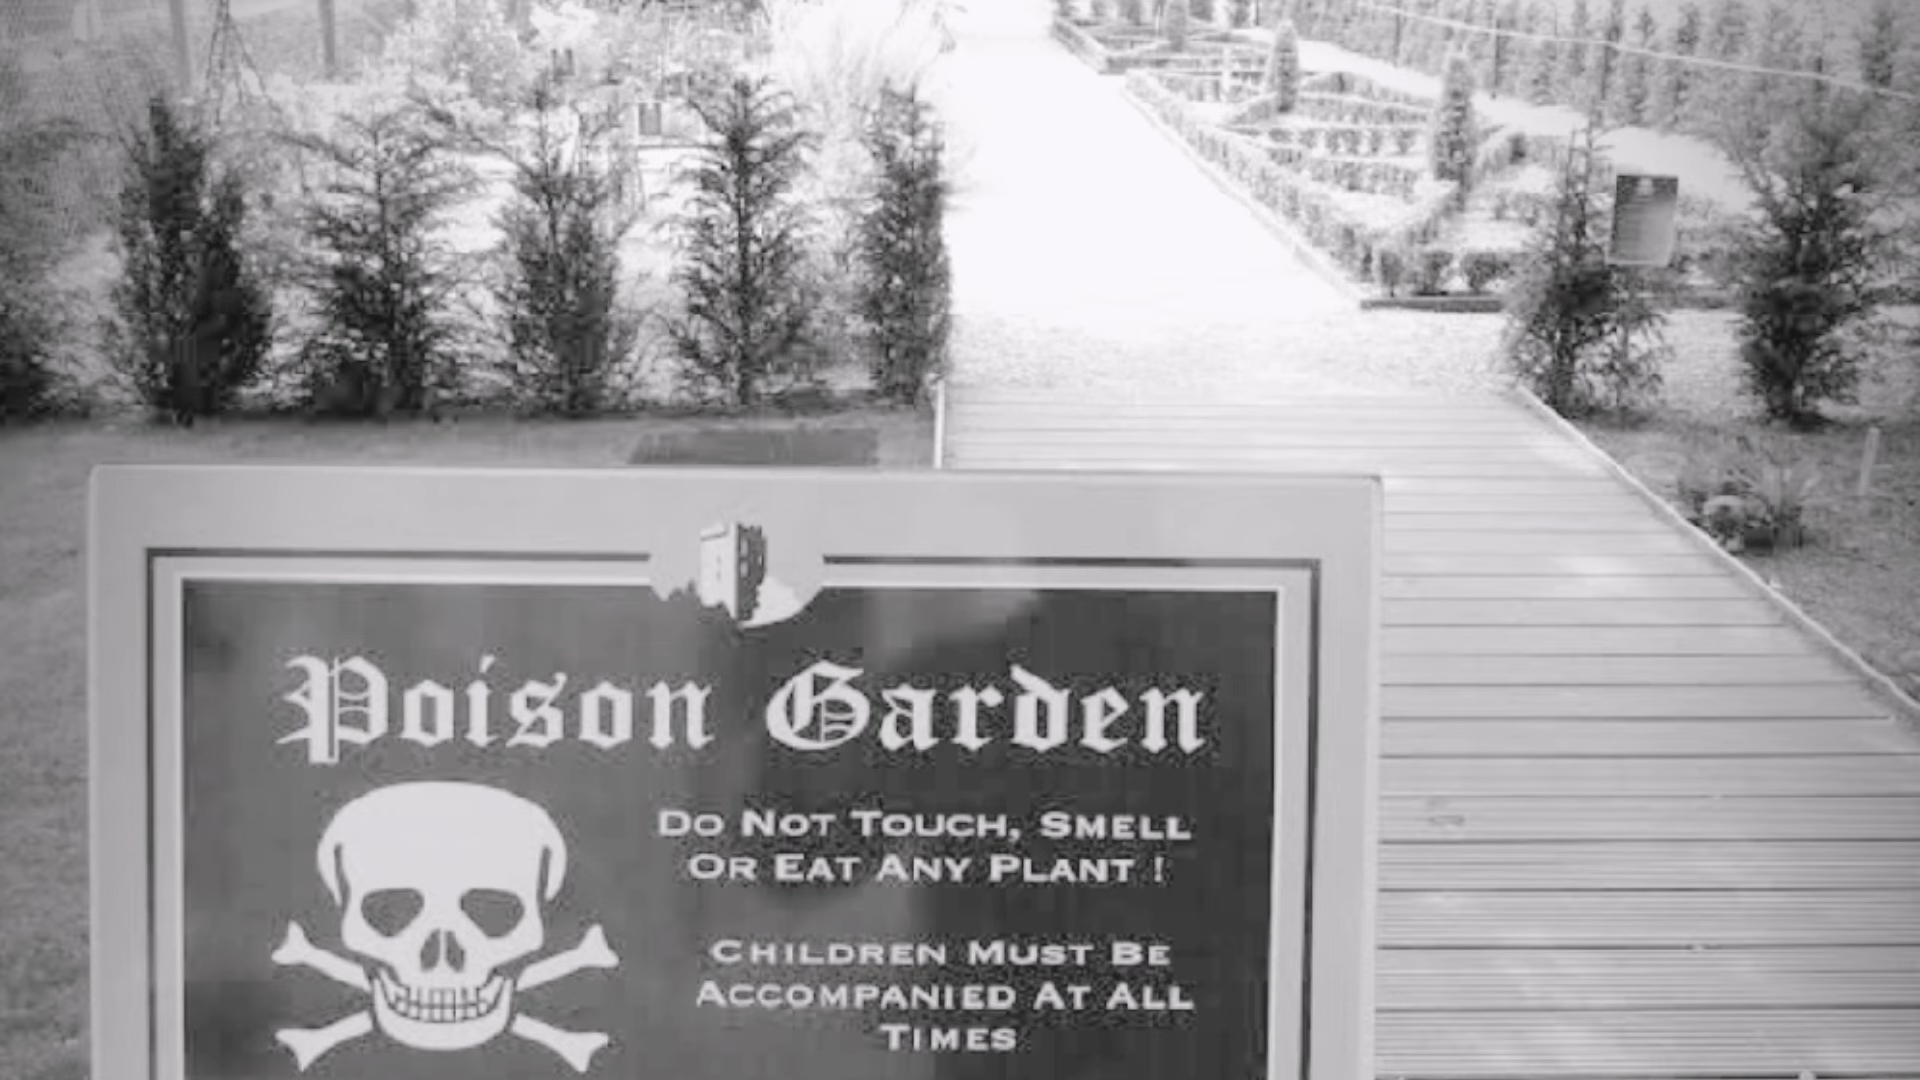 Poison Garden
DO NOT TOUCH, SMELL
OR EAT ANY PLANT !
CHILDREN MUST BE
ACCOMPANIED AT ALL
TIMES